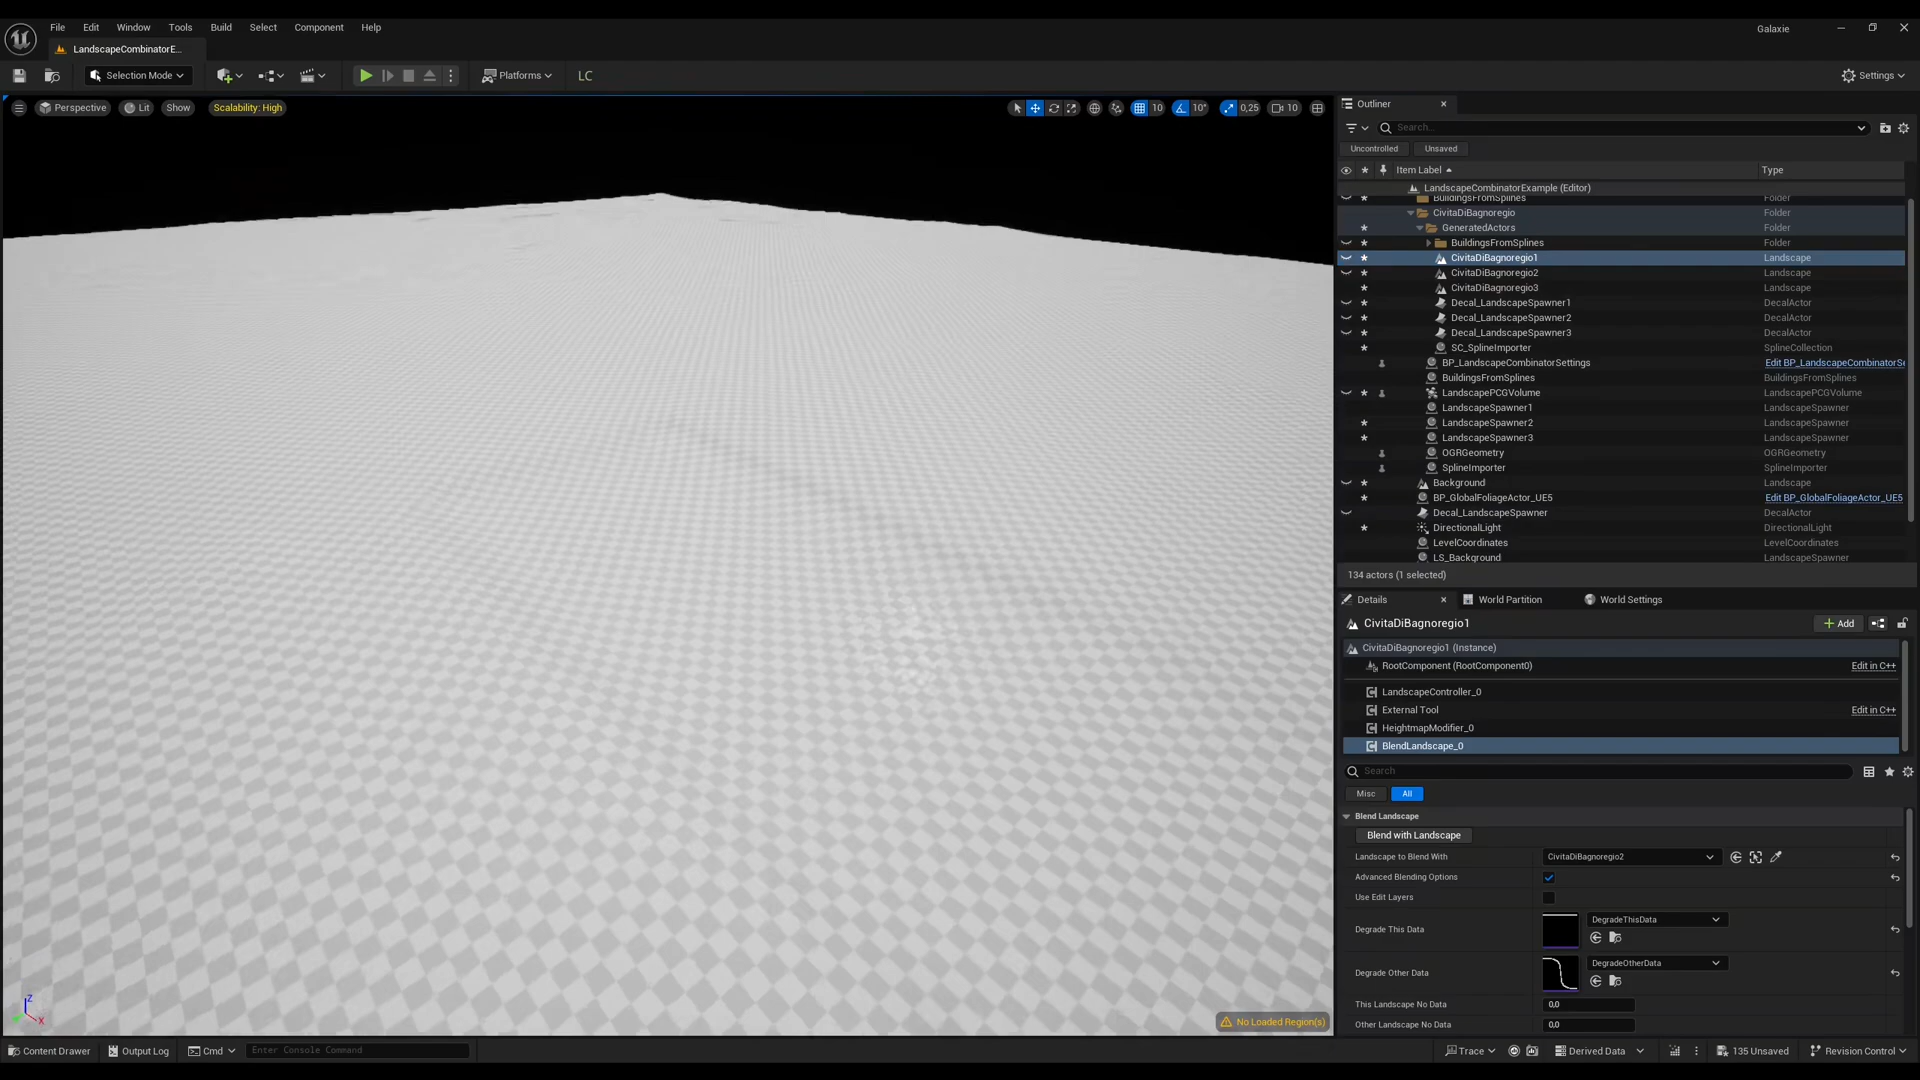 File Edit Window Tools Build Select Component Help
Galaxie
LandscapeCombinatorE...
Selection Mode
Platforms
LC
Settings
Perspective
Lit
Show
Scalability: High
10
10°
0,25
10
Outliner
Search...
Uncontrolled
Unsaved
Item Label
Type
LandscapeCombinatorExample (Editor)
BuildingsFromSplines Folder
CivitaDiBagnoregio Folder
GeneratedActors Folder
BuildingsFromSplines Folder
CivitaDiBagnoregio1 Landscape
CivitaDiBagnoregio2 Landscape
CivitaDiBagnoregio3 Landscape
Decal_LandscapeSpawner1 DecalActor
Decal_LandscapeSpawner2 DecalActor
Decal_LandscapeSpawner3 DecalActor
SC_SplineImporter SplineCollection
BP_LandscapeCombinatorSettings Edit BP_LandscapeCombinatorSe
BuildingsFromSplines BuildingsFromSplines
LandscapePCGVolume LandscapePCGVolume
LandscapeSpawner1 LandscapeSpawner
LandscapeSpawner2 LandscapeSpawner
LandscapeSpawner3 LandscapeSpawner
OGRGeometry OGRGeometry
SplineImporter SplineImporter
Background Landscape
BP_GlobalFoliageActor_UE5 Edit BP_GlobalFoliageActor_UE5
Decal_LandscapeSpawner DecalActor
DirectionalLight DirectionalLight
LevelCoordinates LevelCoordinates
LS_Background LandscapeSpawner
134 actors (1 selected)
Details
World Partition
World Settings
CivitaDiBagnoregio1
Add
CivitaDiBagnoregio1 (Instance)
RootComponent (RootComponent0) Edit in C++
LandscapeController_0
External Tool Edit in C++
HeightmapModifier_0
BlendLandscape_0
Search
Misc
All
Blend Landscape
Blend with Landscape
Landscape to Blend With CivitaDiBagnoregio2
Advanced Blending Options
Use Edit Layers
Degrade This Data DegradeThisData
Degrade Other Data DegradeOtherData
This Landscape No Data 0,0
Other Landscape No Data 0,0
Z
X
No Loaded Region(s)
Content Drawer
Output Log
Cmd
Enter Console Command
Trace
Derived Data
135 Unsaved
Revision Control